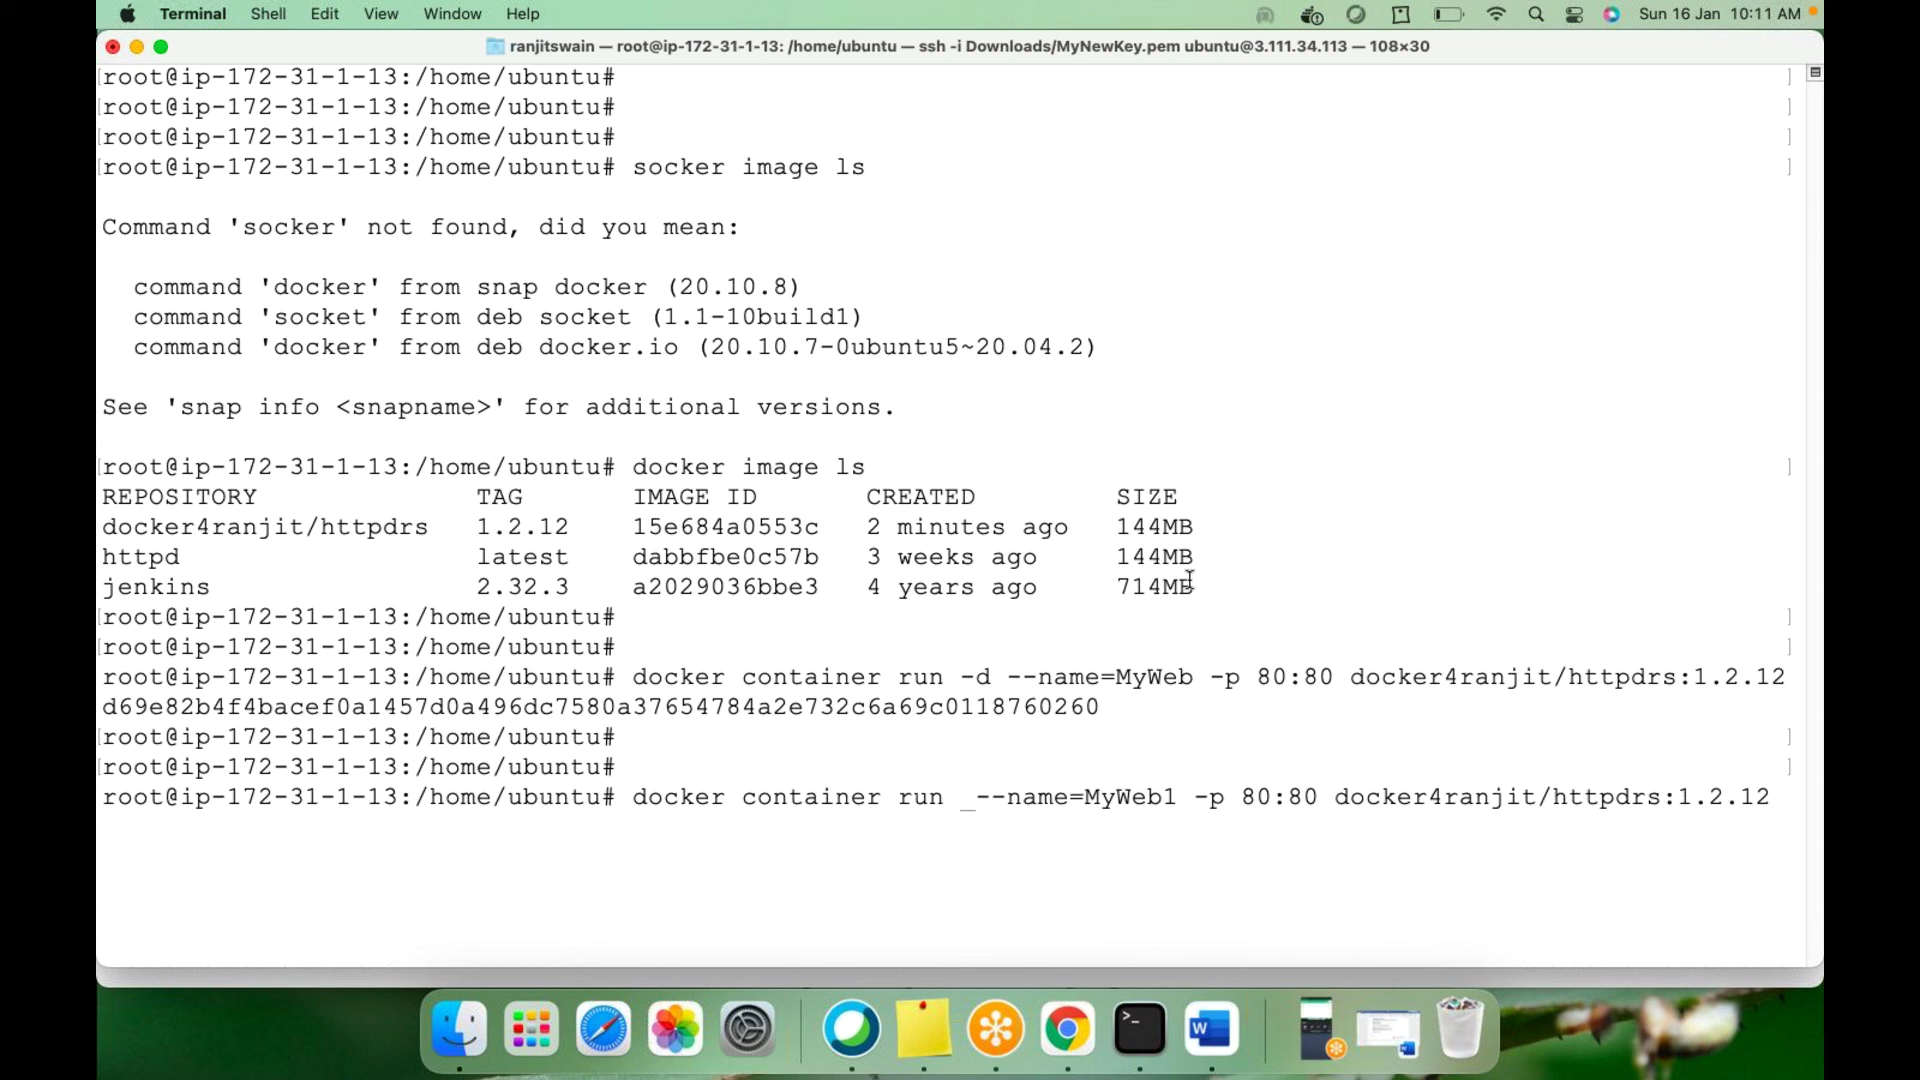 Terminal Shell Edit View Window Help Sun 16 Jan 10:11 AM
ranjitswain — root@ip-172-31-1-13: /home/ubuntu — ssh -i Downloads/MyNewKey.pem ubuntu@3.111.34.113 — 108×30
[root@ip-172-31-1-13:/home/ubuntu# ]
[root@ip-172-31-1-13:/home/ubuntu# ]
[root@ip-172-31-1-13:/home/ubuntu# ]
[root@ip-172-31-1-13:/home/ubuntu# socker image ls ]
Command 'socker' not found, did you mean:
command 'docker' from snap docker (20.10.8)
command 'socket' from deb socket (1.1-10build1)
command 'docker' from deb docker.io (20.10.7-0ubuntu5~20.04.2)
See 'snap info <snapname>' for additional versions.
[root@ip-172-31-1-13:/home/ubuntu# docker image ls ]
REPOSITORY TAG IMAGE ID CREATED SIZE
docker4ranjit/httpdrs 1.2.12 15e684a0553c 2 minutes ago 144MB
httpd latest dabbfbe0c57b 3 weeks ago 144MB
jenkins 2.32.3 a2029036bbe3 4 years ago 714MB
[root@ip-172-31-1-13:/home/ubuntu# ]
[root@ip-172-31-1-13:/home/ubuntu# ]
root@ip-172-31-1-13:/home/ubuntu# docker container run -d --name=MyWeb -p 80:80 docker4ranjit/httpdrs:1.2.12
d69e82b4f4bacef0a1457d0a496dc7580a37654784a2e732c6a69c0118760260
[root@ip-172-31-1-13:/home/ubuntu# ]
[root@ip-172-31-1-13:/home/ubuntu# ]
root@ip-172-31-1-13:/home/ubuntu# docker container run _--name=MyWeb1 -p 80:80 docker4ranjit/httpdrs:1.2.12